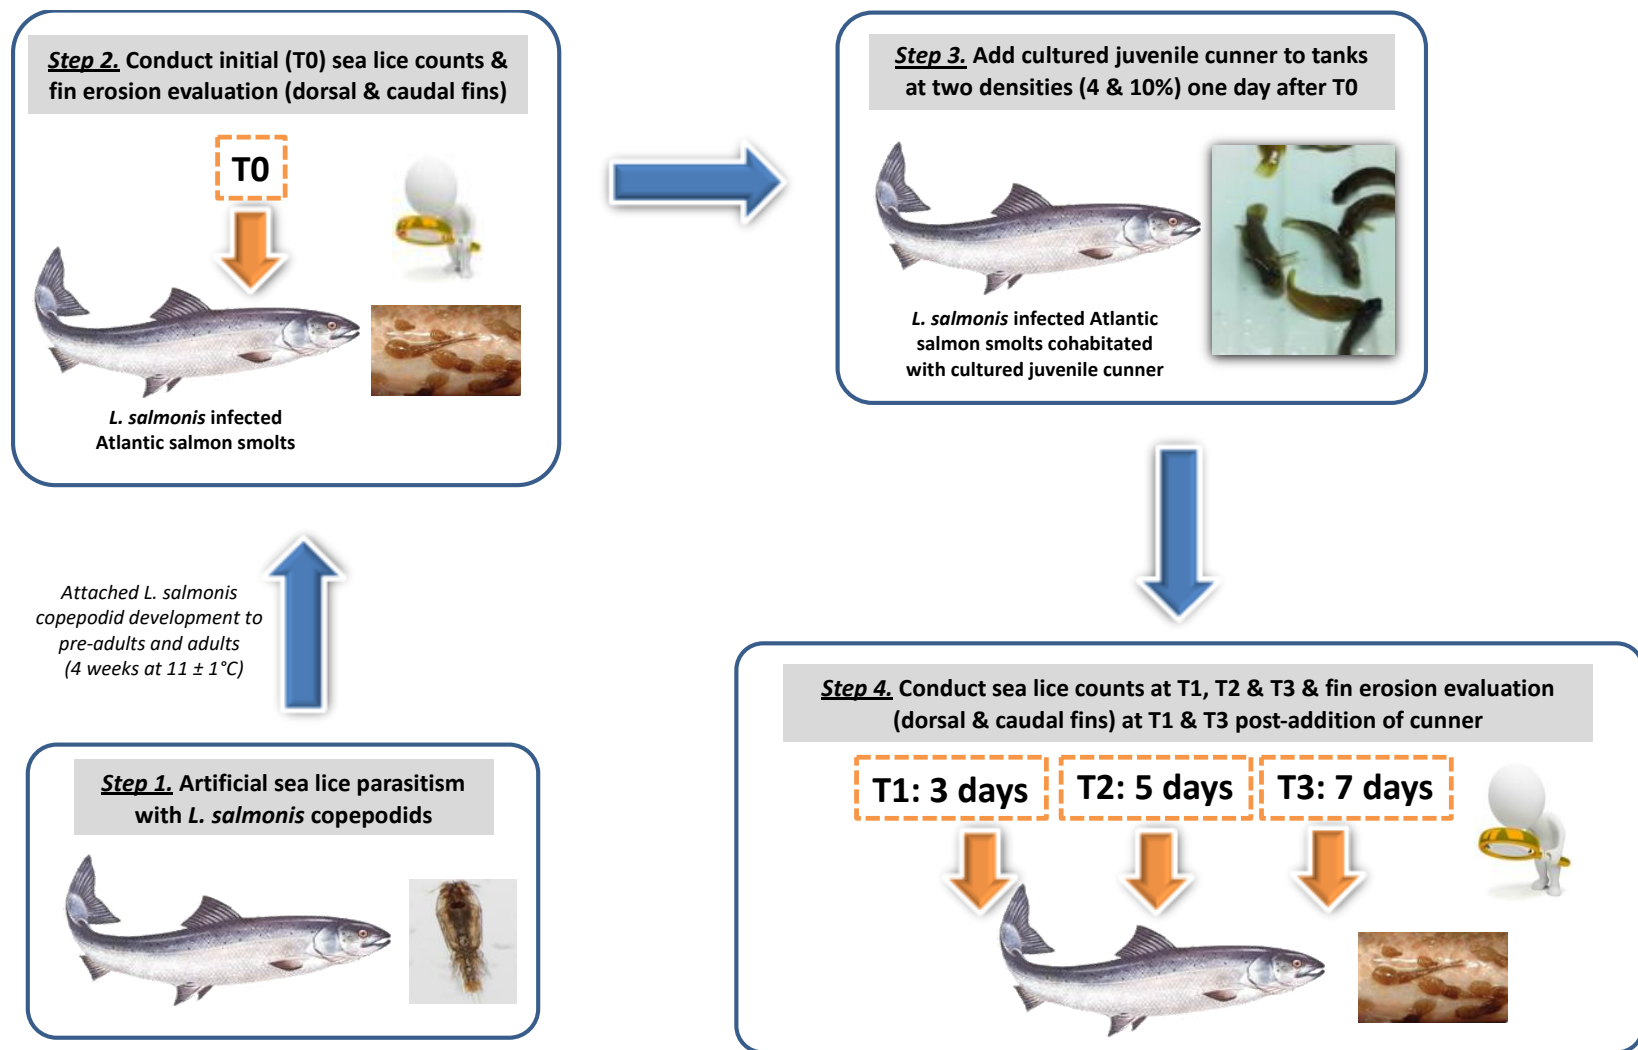 Step 2. Conduct initial (T0) sea lice counts &
fin erosion evaluation (dorsal & caudal fins)
T0
L. salmonis infected
Atlantic salmon smolts
Step 3. Add cultured juvenile cunner to tanks
at two densities (4 & 10%) one day after T0
L. salmonis infected Atlantic
salmon smolts cohabitated
with cultured juvenile cunner
Attached L. salmonis
copepodid development to
pre-adults and adults
(4 weeks at 11 ± 1°C)
Step 1. Artificial sea lice parasitism
with L. salmonis copepodids
Step 4. Conduct sea lice counts at T1, T2 & T3 & fin erosion evaluation
(dorsal & caudal fins) at T1 & T3 post-addition of cunner
T1: 3 days
T2: 5 days
T3: 7 days